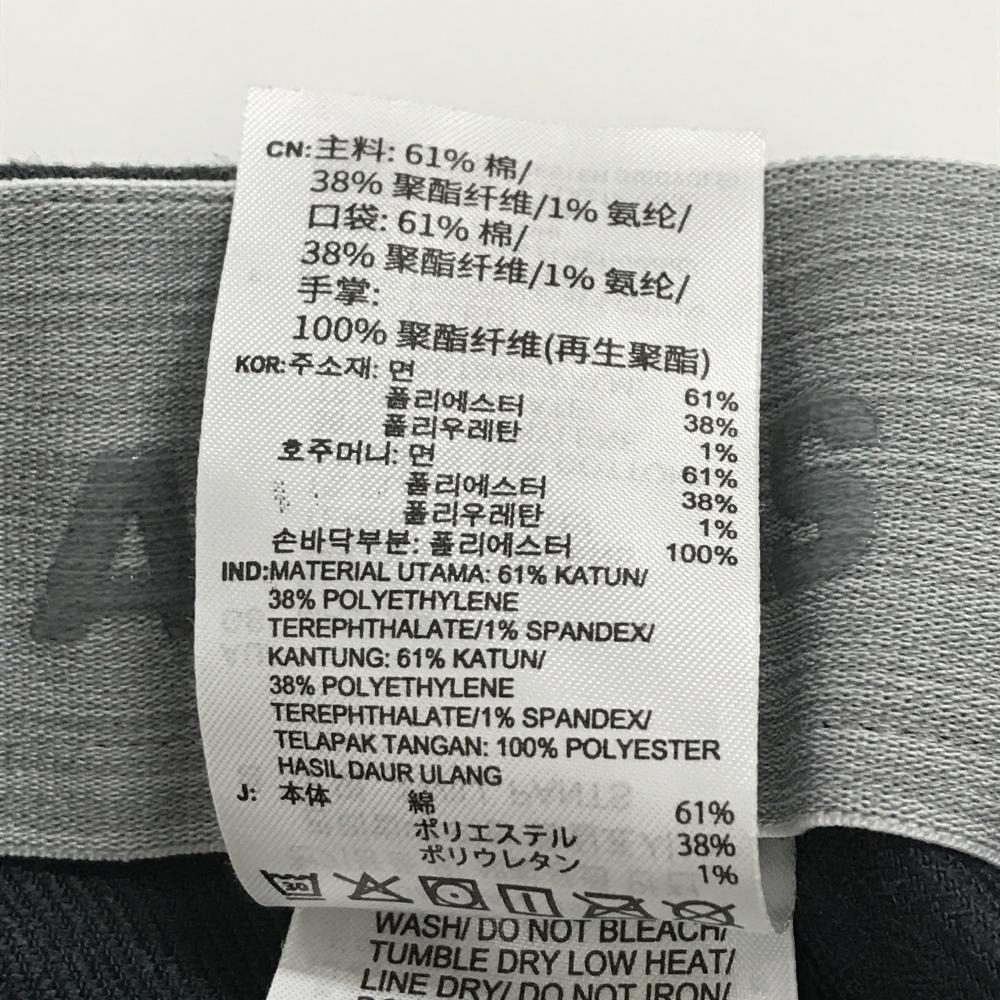 CN:主料: 61% 棉/
38% 聚酯纤维/1% 氨纶/
口袋: 61% 棉/
38% 聚酯纤维/1% 氨纶/
手掌:
100% 聚酯纤维(再生聚酯)
KOR:주소재: 면 61%
폴리에스터 38%
폴리우레탄 1%
호주머니: 면 61%
폴리에스터 38%
폴리우레탄 1%
손바닥부분: 폴리에스터 100%
IND:MATERIAL UTAMA: 61% KATUN/
38% POLYETHYLENE
TEREPHTHALATE/1% SPANDEX/
KANTUNG: 61% KATUN/
38% POLYETHYLENE
TEREPHTHALATE/1% SPANDEX/
TELAPAK TANGAN: 100% POLYESTER
HASIL DAUR ULANG
J: 本体 綿 61%
ポリエステル 38%
ポリウレタン 1%
30
WASH/ DO NOT BLEACH/
TUMBLE DRY LOW HEAT/
LINE DRY/ DO NOT IRON/
A S